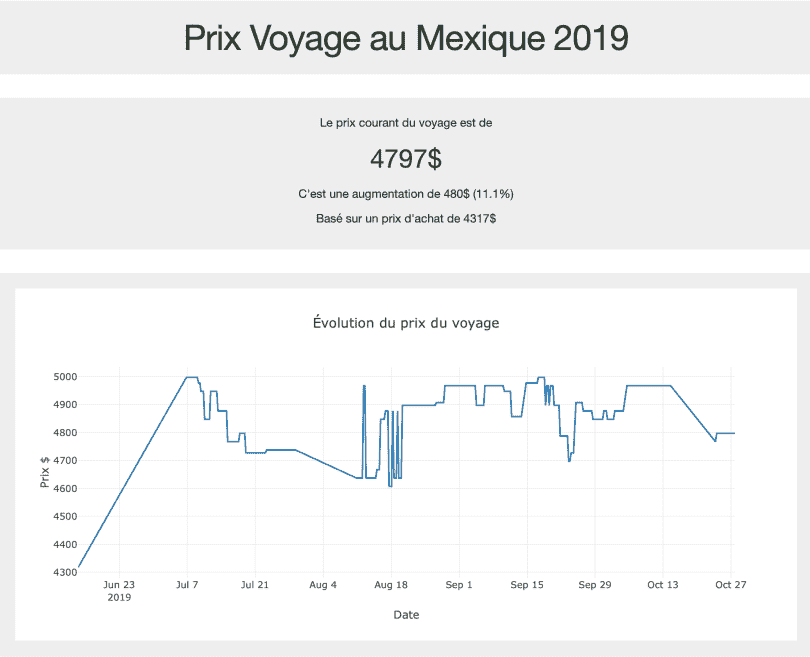 Prix Voyage au Mexique 2019
Le prix courant du voyage est de
4797$
C'est une augmentation de 480$ (11.1%)
Basé sur un prix d'achat de 4317$
Évolution du prix du voyage
5000
4900
4800
4700
4600
4500
4400
4300
Prix $
Jun 23 Jul 7 Jul 21 Aug 4 Aug 18 Sep 1 Sep 15 Sep 29 Oct 13 Oct 27
2019
Date